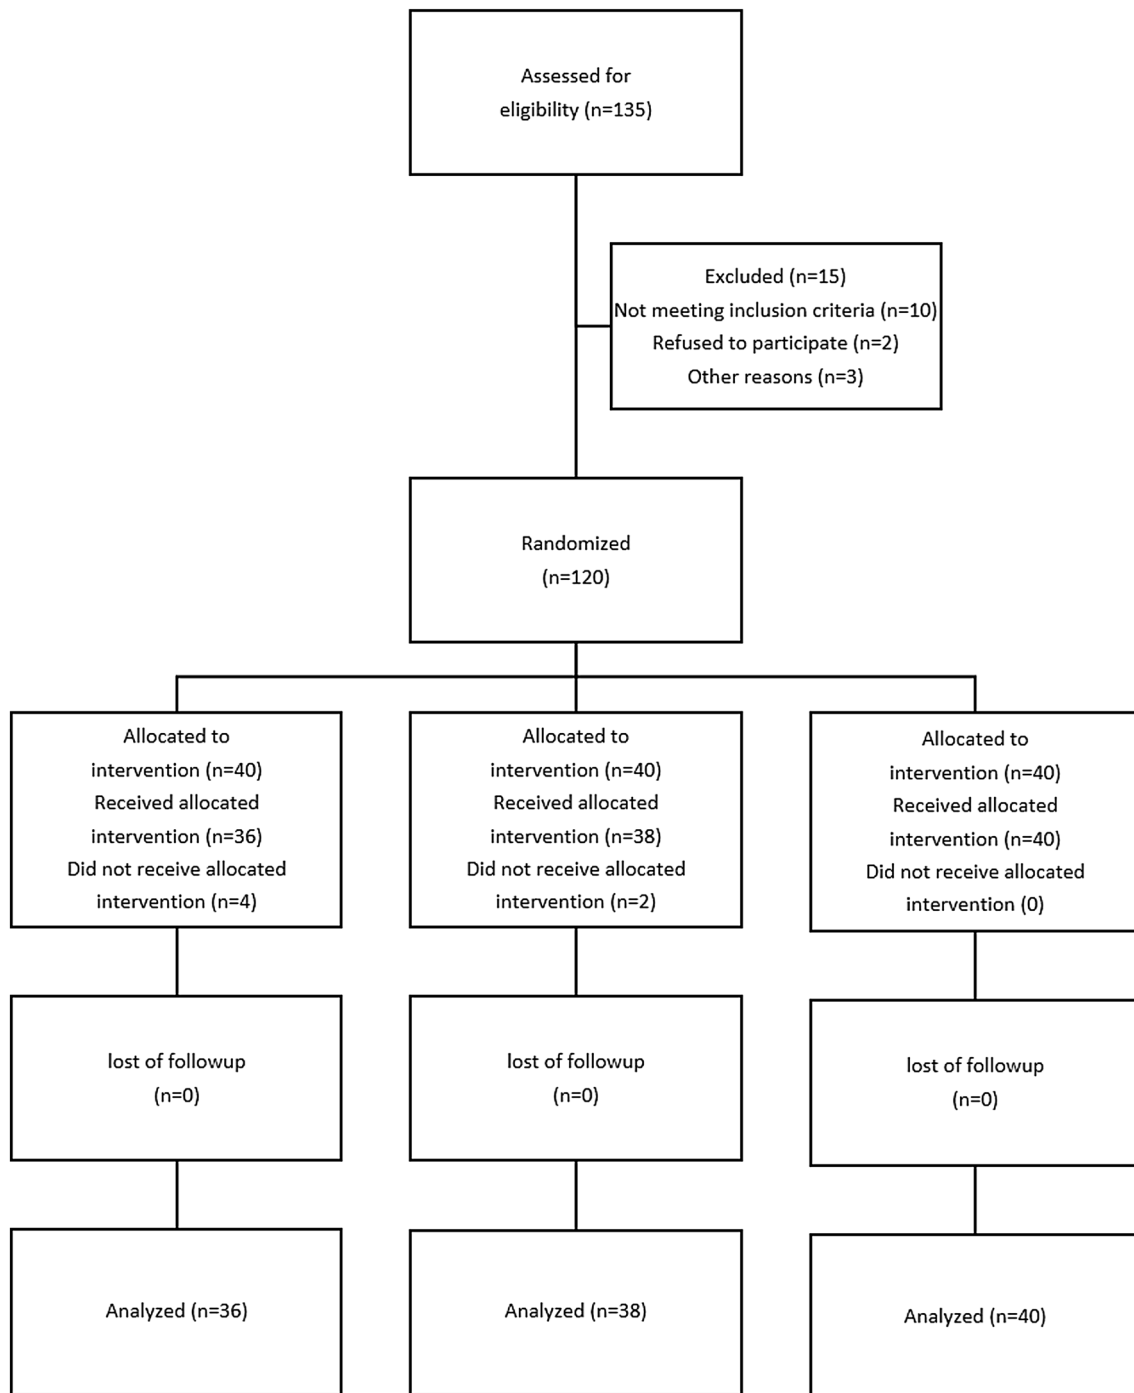 Assessed for
eligibility (n=135)
Excluded (n=15)
Not meeting inclusion criteria (n=10)
Refused to participate (n=2)
Other reasons (n=3)
Randomized
(n=120)
Allocated to
intervention (n=40)
Received allocated
intervention (n=36)
Did not receive allocated
intervention (n=4)
Allocated to
intervention (n=40)
Received allocated
intervention (n=38)
Did not receive allocated
intervention (n=2)
Allocated to
intervention (n=40)
Received allocated
intervention (n=40)
Did not receive allocated
intervention (0)
lost of followup
(n=0)
lost of followup
(n=0)
lost of followup
(n=0)
Analyzed (n=36)
Analyzed (n=38)
Analyzed (n=40)